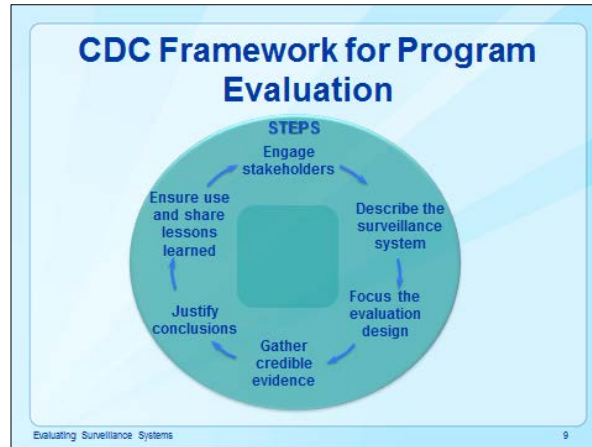 CDC Framework for Program
Evaluation
STEPS
Engage
stakeholders
Describe the
surveillance
system
Focus the
evaluation
design
Gather
credible
evidence
Justify
conclusions
Ensure use
and share
lessons
learned
Evaluating Surveillance Systems
9